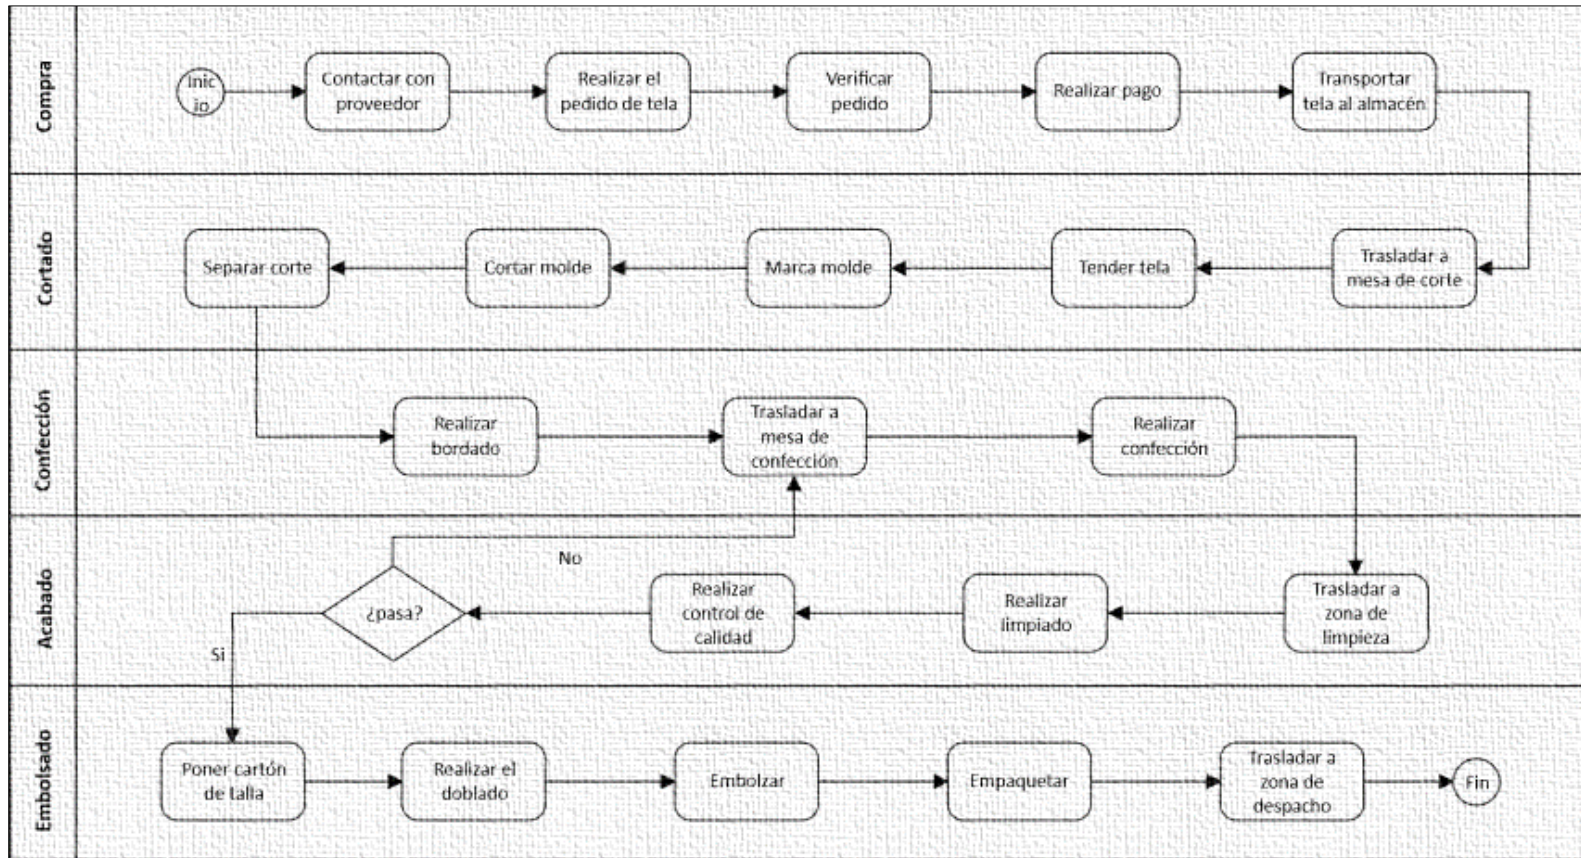 Compra
Inic
io
Contactar con
proveedor
Realizar el
pedido de tela
Verificar
pedido
Realizar pago
Transportar
tela al almacén
Cortado
Separar corte
Cortar molde
Marca molde
Tender tela
Trasladar a
mesa de corte
Confección
Realizar
bordado
Trasladar a
mesa de
confección
Realizar
confección
Acabado
No
¿pasa?
Si
Realizar
control de
calidad
Realizar
limpiado
Trasladar a
zona de
limpieza
Embolsado
Poner cartón
de talla
Realizar el
doblado
Embolzar
Empaquetar
Trasladar a
zona de
despacho
Fin